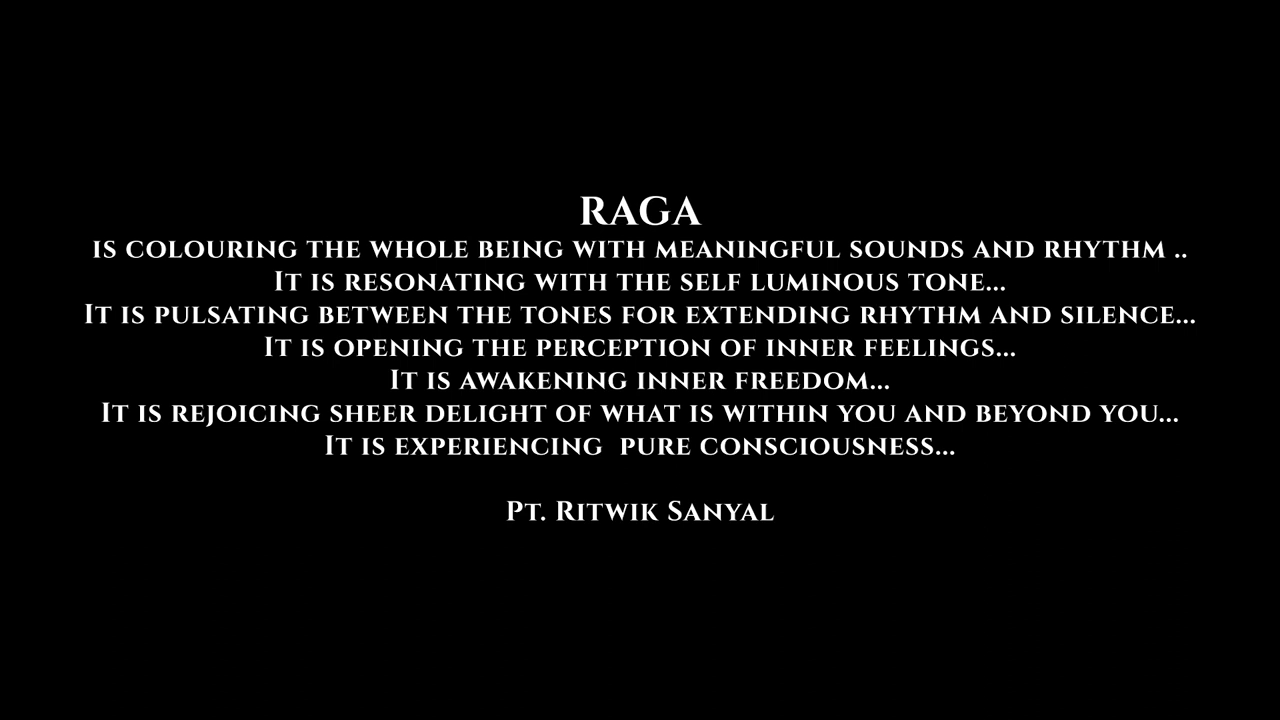 RAGA
is colouring the whole being with meaningful sounds and rhythm ..
It is resonating with the self luminous tone...
It is pulsating between the tones for extending rhythm and silence...
It is opening the perception of inner feelings...
It is awakening inner freedom...
It is rejoicing sheer delight of what is within you and beyond you...
It is experiencing  pure consciousness...
Pt. Ritwik Sanyal